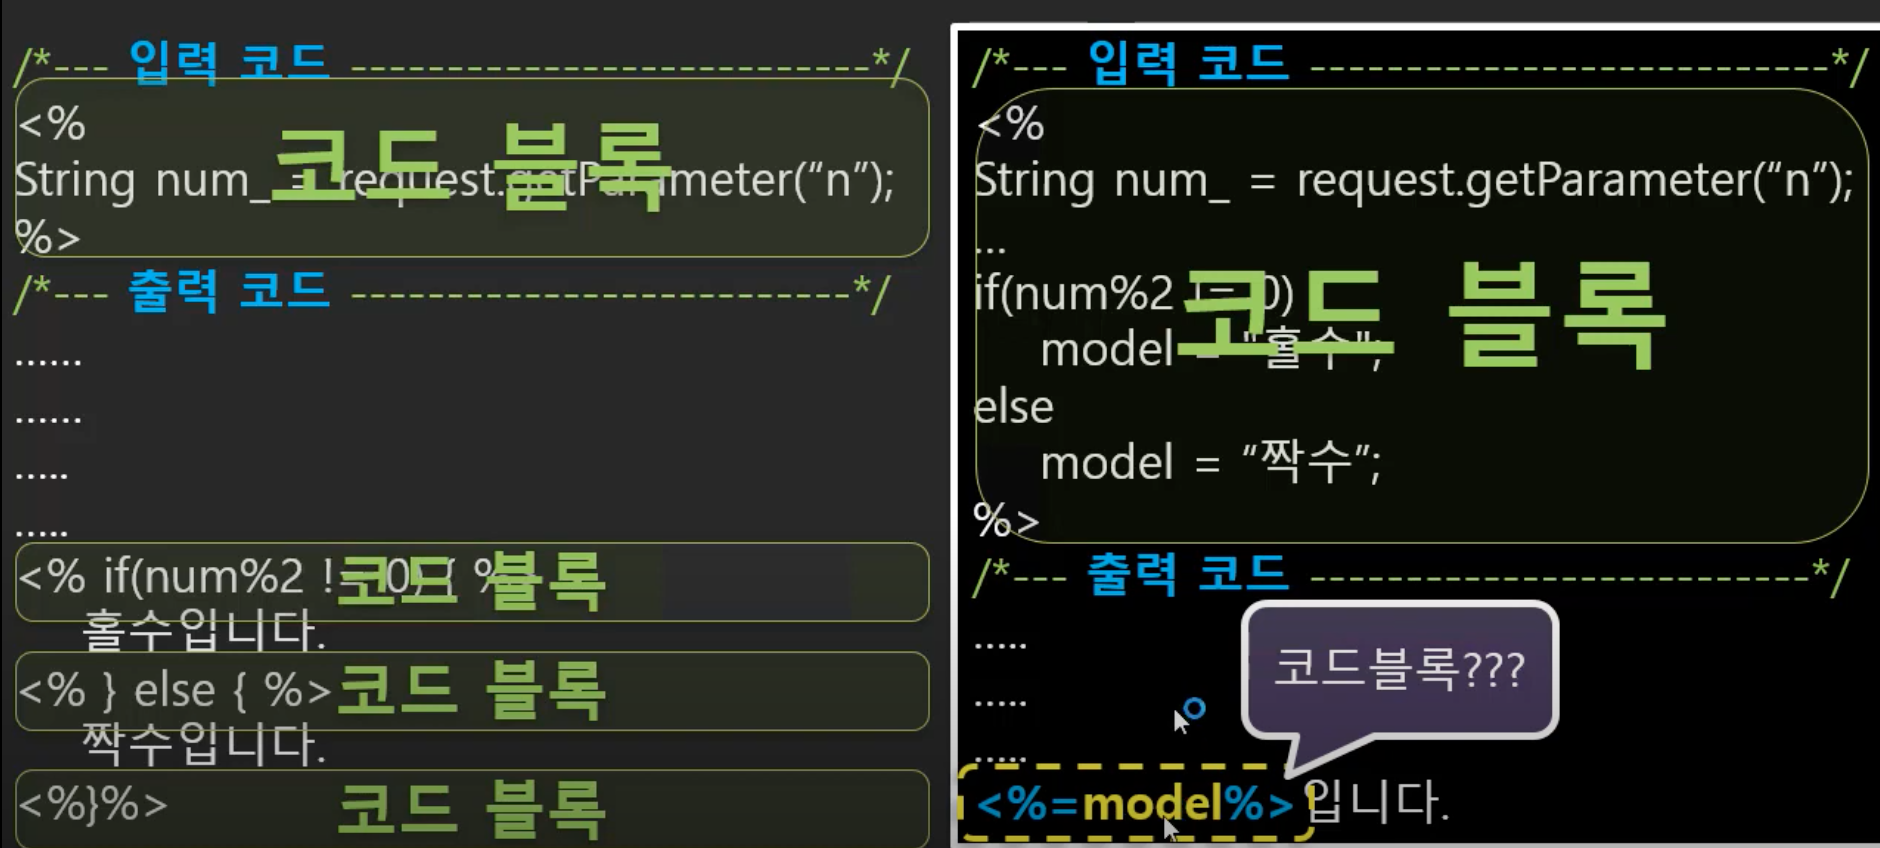 /*--- 입력 코드 ---------------------------*/
<%
String num_ = request.getParameter(“n”);
%>
코드 블록
/*--- 출력 코드 --------------------------*/
......
......
.....
.....
<% if(num%2 != 0) { %>
코드 블록
홀수입니다.
<% } else { %>
코드 블록
짝수입니다.
<%}%>
코드 블록
/*--- 입력 코드 ---------------------------*/
<%
String num_ = request.getParameter(“n”);
...
if(num%2 != 0)
model = "홀수";
else
model = “짝수”;
%>
코드 블록
/*--- 출력 코드 --------------------------*/
.....
.....
.....
코드블록???
<%=model%> 입니다.